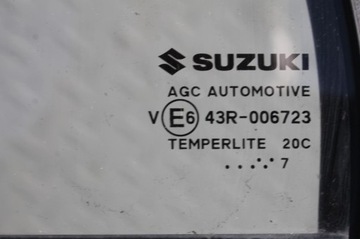 SUZUKI
AGC AUTOMOTIVE
V E6 43R-006723
TEMPERLITE 20C
.....:.: 7